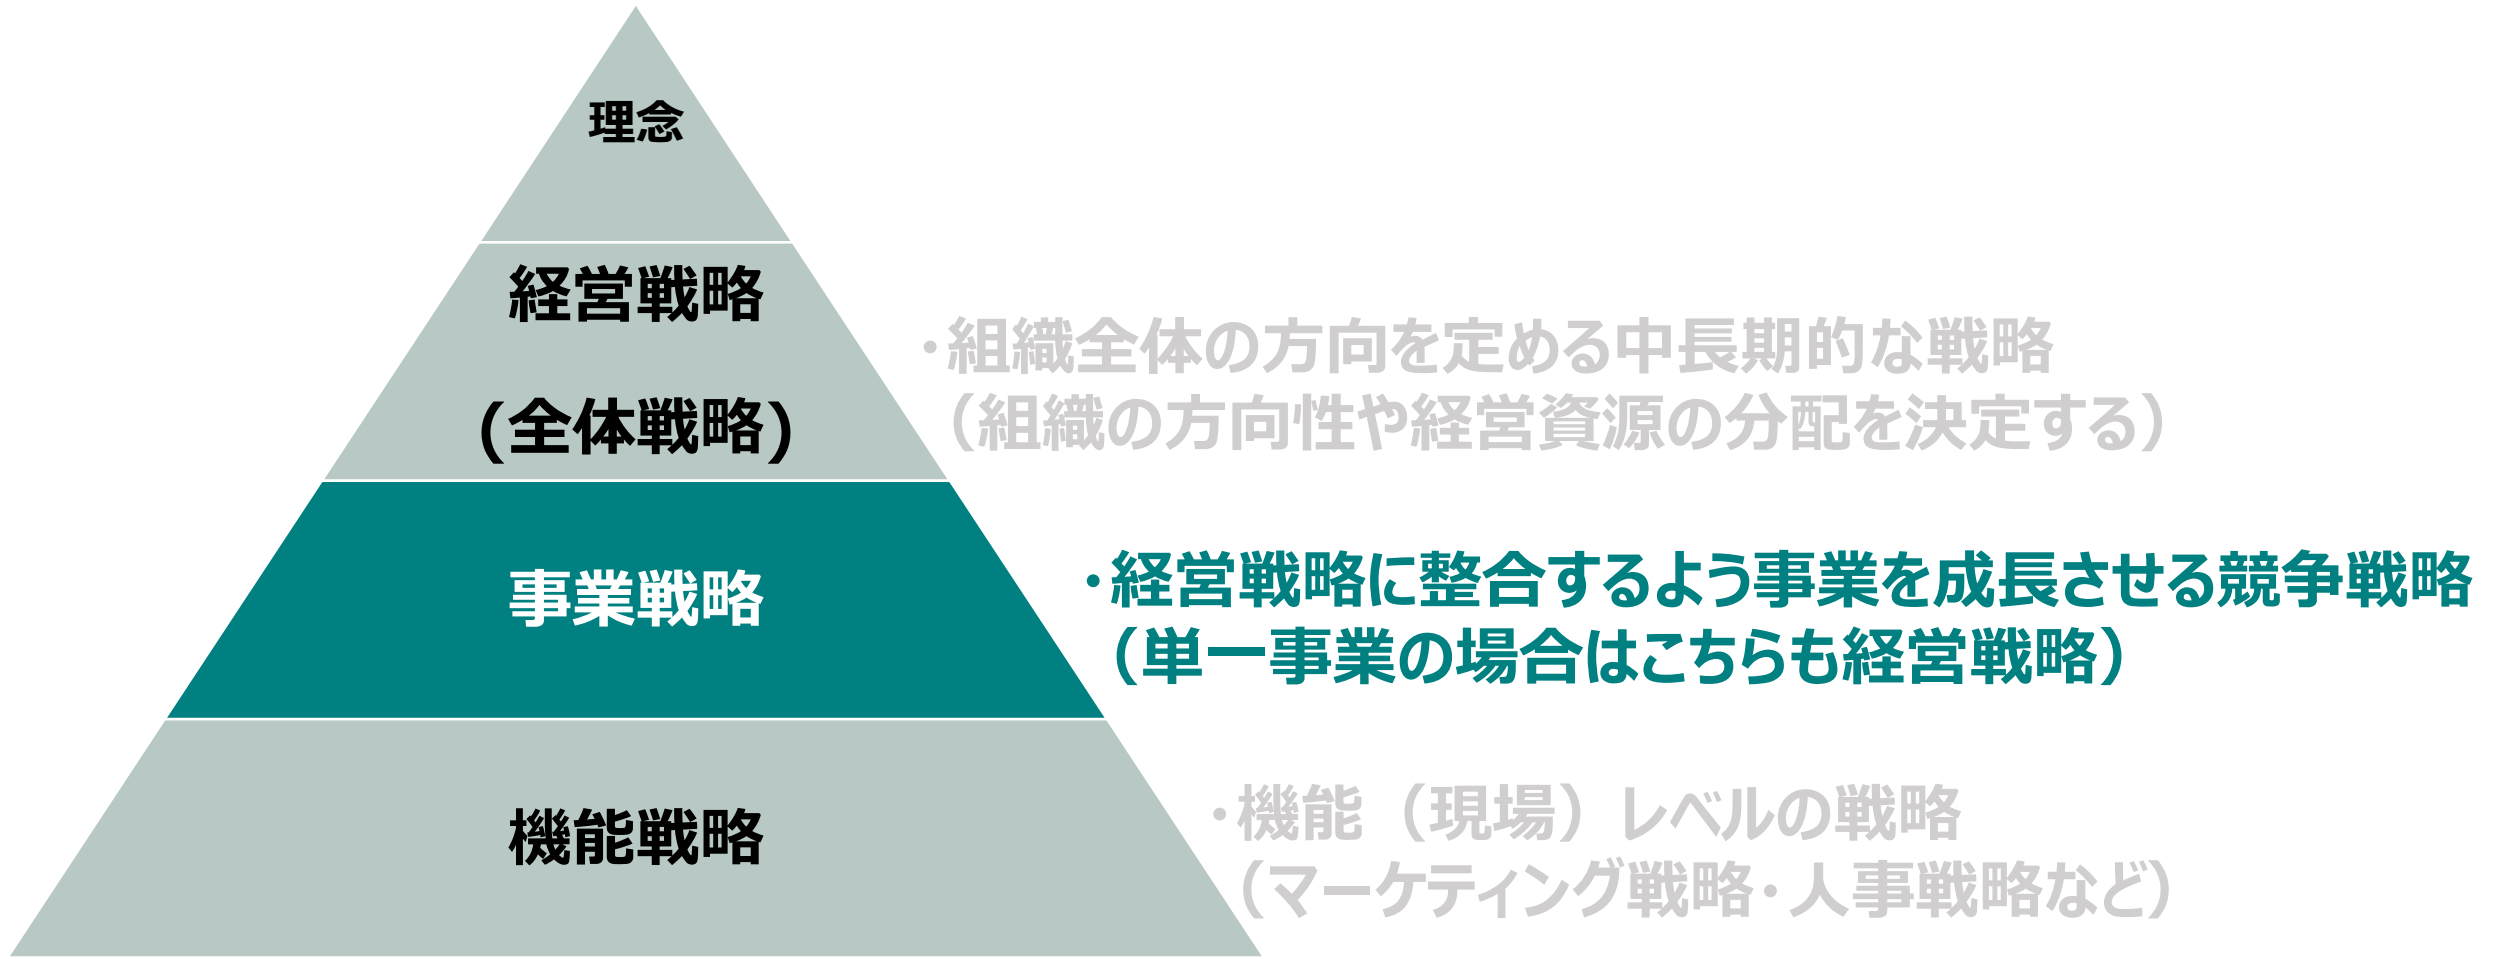 理念
経営戦略
(全体戦略)
・組織全体の方向を定める中長期的な戦略
（組織の方向性や経営資源の分配を決定する）
事業戦略
・経営戦略に整合するように事業を成長させる競争戦略
（単一事業の場合はこれらも経営戦略）
機能戦略
・機能（現場）レベルの戦略
（マーティング戦略・人事戦略など）